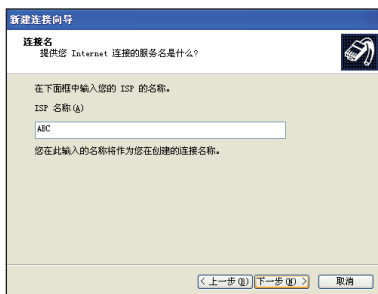 新建连接向导
连接名
提供您 Internet 连接的服务名是什么?
在下面框中输入您的 ISP 的名称。
ISP 名称(A)
ABC
您在此输入的名称将作为您在创建的连接名称。
< 上一步(B) 下一步(N) > 取消